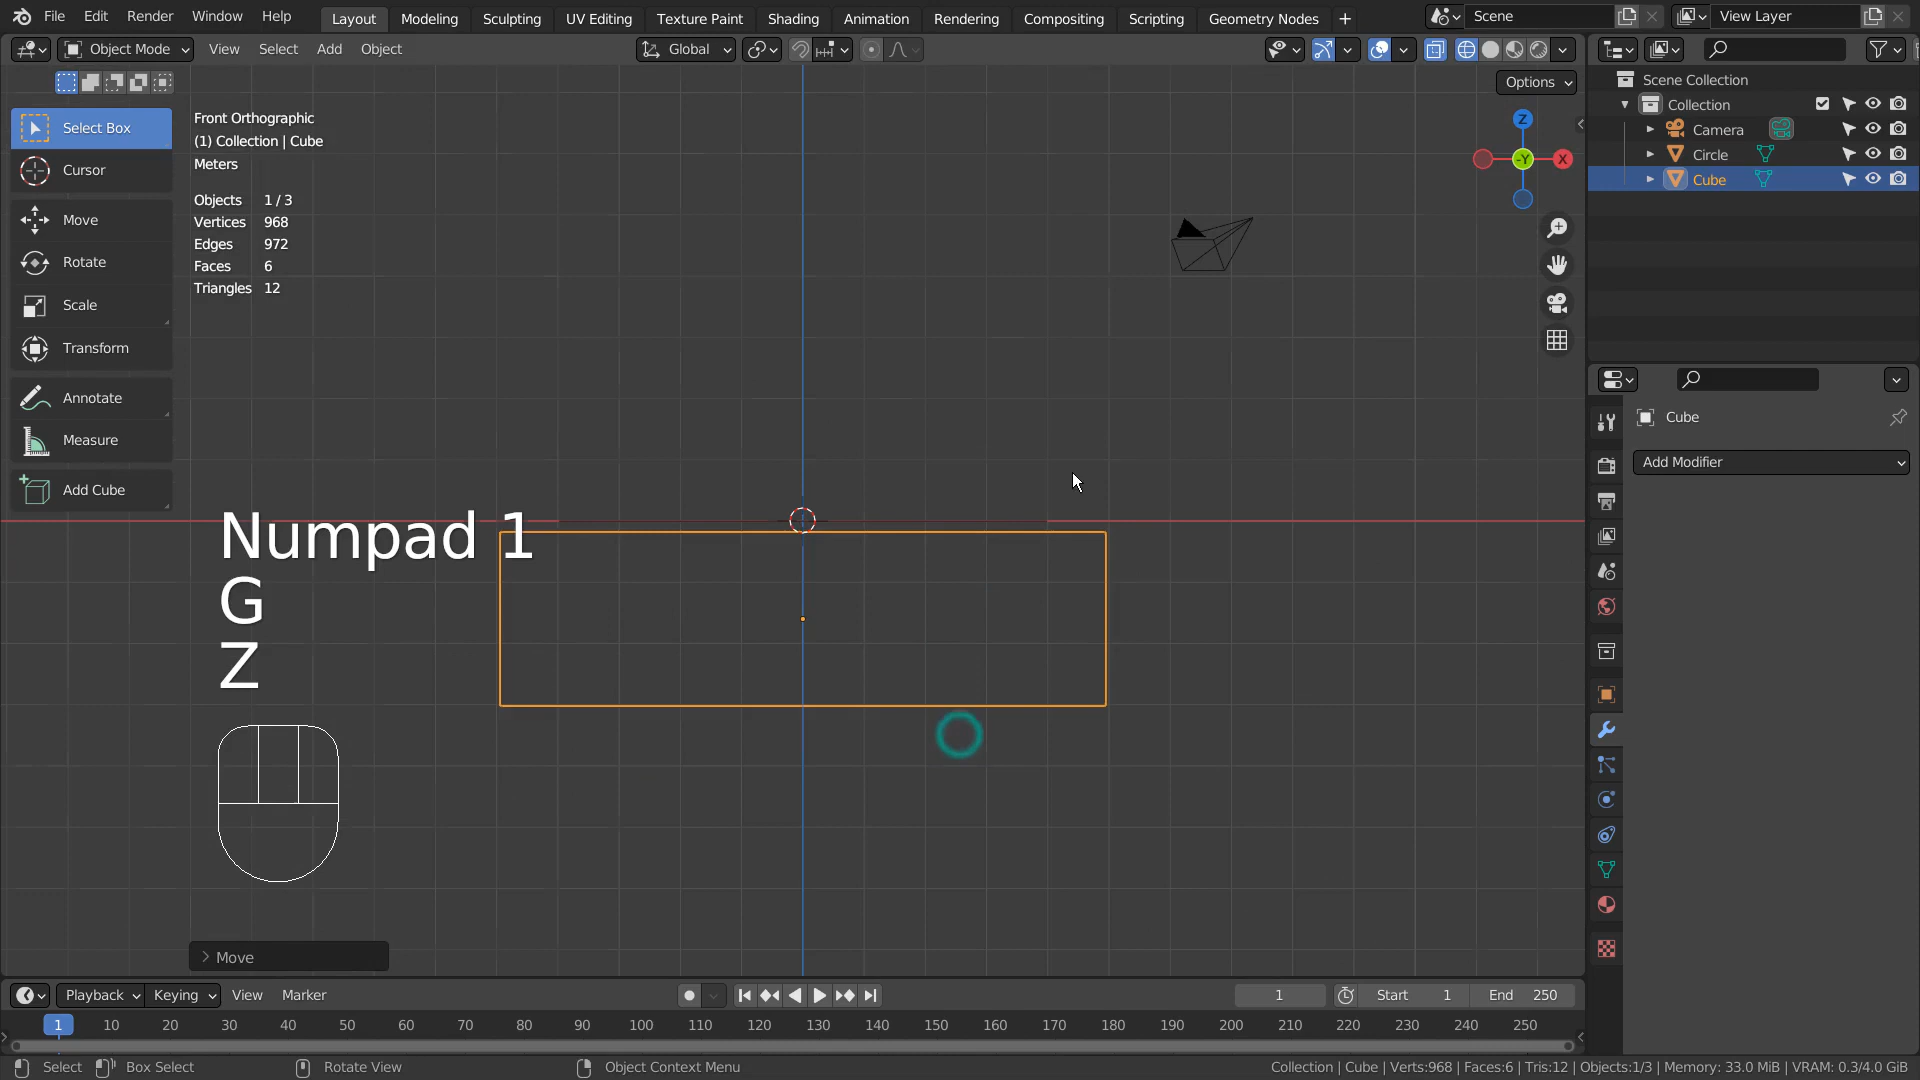 File Edit Render Window Help Layout Modeling Sculpting UV Editing Texture Paint Shading Animation Rendering Compositing Scripting Geometry Nodes + Scene View Layer
Object Mode View Select Add Object Global
Options
Select Box
Cursor
Move
Rotate
Scale
Transform
Annotate
Measure
Add Cube
Front Orthographic
(1) Collection | Cube
Meters
Objects 1 / 3
Vertices 968
Edges 972
Faces 6
Triangles 12
Z
-Y
X
Numpad 1
G
Z
Move
Scene Collection
Collection
Camera
Circle
Cube
Cube
Add Modifier
Playback Keying View Marker 1 Start 1 End 250
1 10 20 30 40 50 60 70 80 90 100 110 120 130 140 150 160 170 180 190 200 210 220 230 240 250
Select Box Select Rotate View Object Context Menu Collection | Cube | Verts:968 | Faces:6 | Tris:12 | Objects:1/3 | Memory: 33.0 MiB | VRAM: 0.3/4.0 GiB